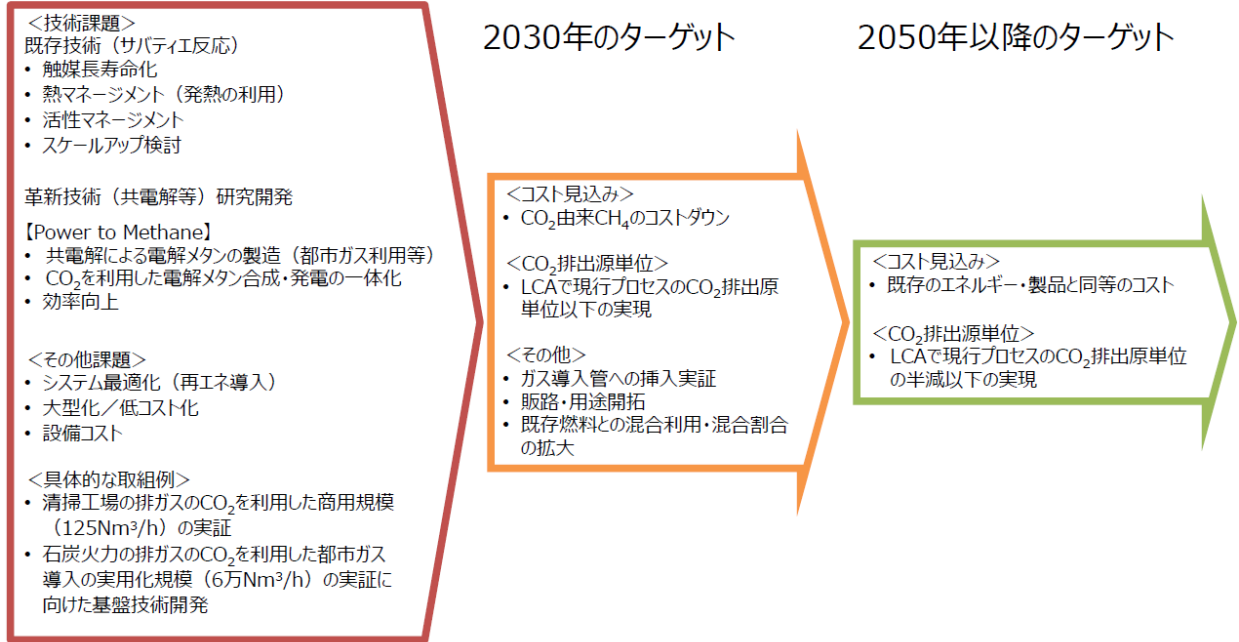 ＜技術課題＞
既存技術（サバティエ反応）
• 触媒長寿命化
• 熱マネージメント（発熱の利用）
• 活性マネージメント
• スケールアップ検討
革新技術（共電解等）研究開発
【Power to Methane】
• 共電解による電解メタンの製造（都市ガス利用等）
• CO₂を利用した電解メタン合成・発電の一体化
• 効率向上
＜その他課題＞
• システム最適化（再エネ導入）
• 大型化／低コスト化
• 設備コスト
＜具体的な取組例＞
• 清掃工場の排ガスのCO₂を利用した商用規模
（125Nm³/h）の実証
• 石炭火力の排ガスのCO₂を利用した都市ガス
導入の実用化規模（6万Nm³/h）の実証に
向けた基盤技術開発
2030年のターゲット
＜コスト見込み＞
• CO₂由来CH₄のコストダウン
＜CO₂排出源単位＞
• LCAで現行プロセスのCO₂排出原
単位以下の実現
＜その他＞
• ガス導入管への挿入実証
• 販路・用途開拓
• 既存燃料との混合利用・混合割合
の拡大
2050年以降のターゲット
＜コスト見込み＞
• 既存のエネルギー・製品と同等のコスト
＜CO₂排出源単位＞
• LCAで現行プロセスのCO₂排出原単位
の半減以下の実現